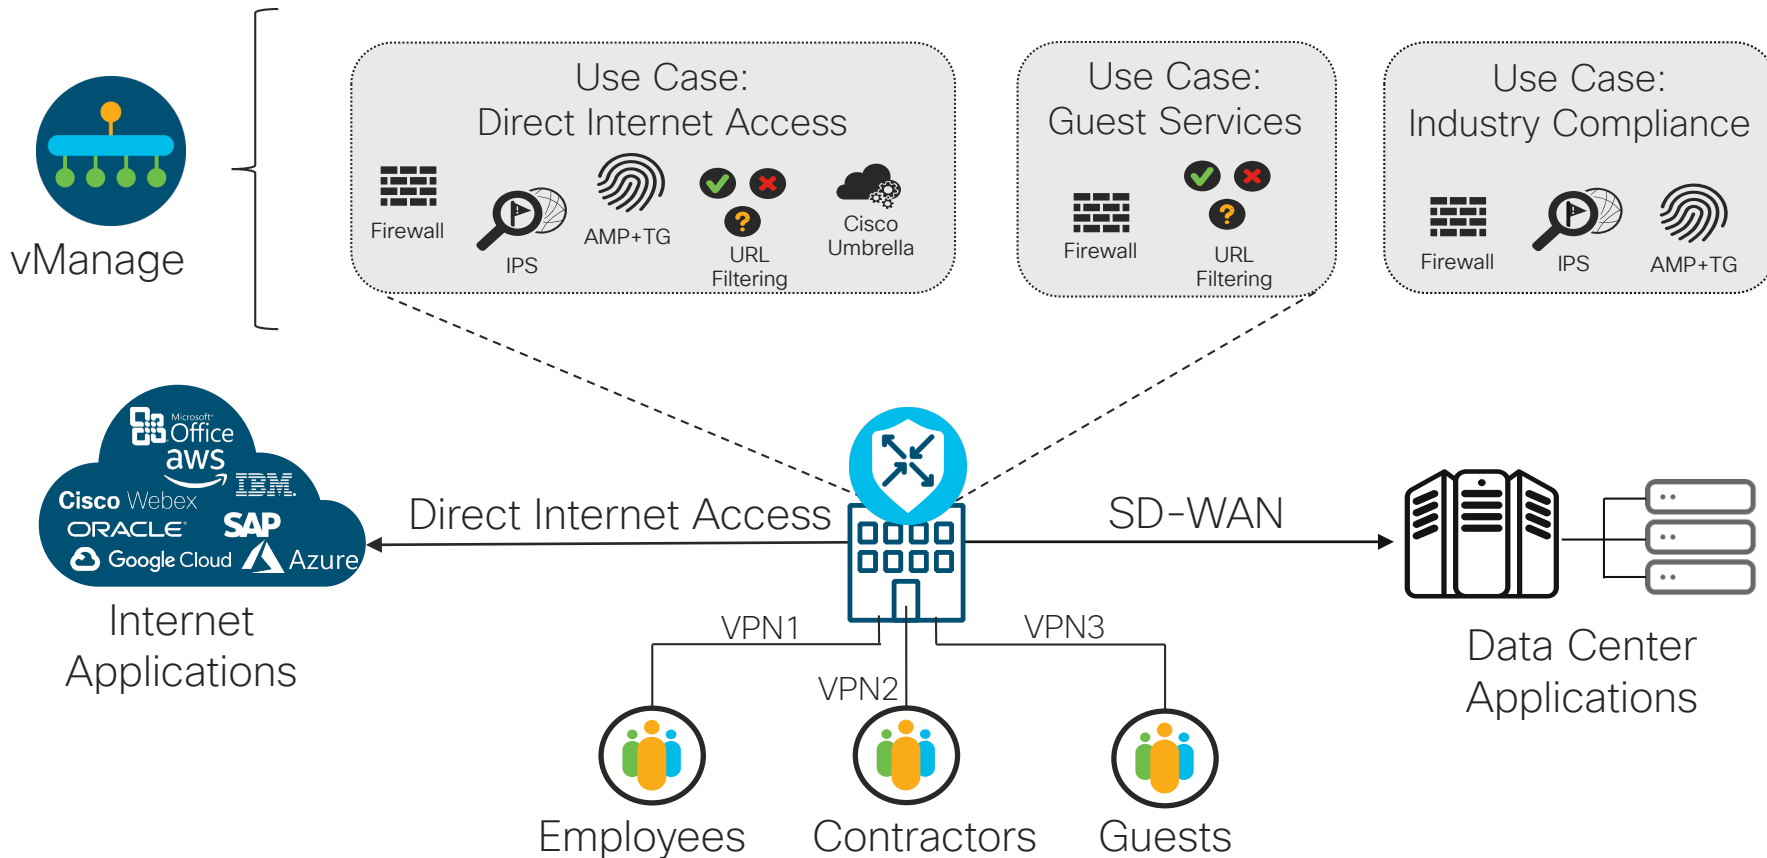 vManage
Use Case:
Direct Internet Access
Firewall
IPS
AMP+TG
URL
Filtering
Cisco
Umbrella
Use Case:
Guest Services
Firewall
URL
Filtering
Use Case:
Industry Compliance
Firewall
IPS
AMP+TG
Microsoft®
Office
aws
IBM®
Cisco Webex
ORACLE®
SAP
Google Cloud
Azure
Internet
Applications
Direct Internet Access
SD-WAN
Data Center
Applications
VPN1
VPN2
VPN3
Employees
Contractors
Guests